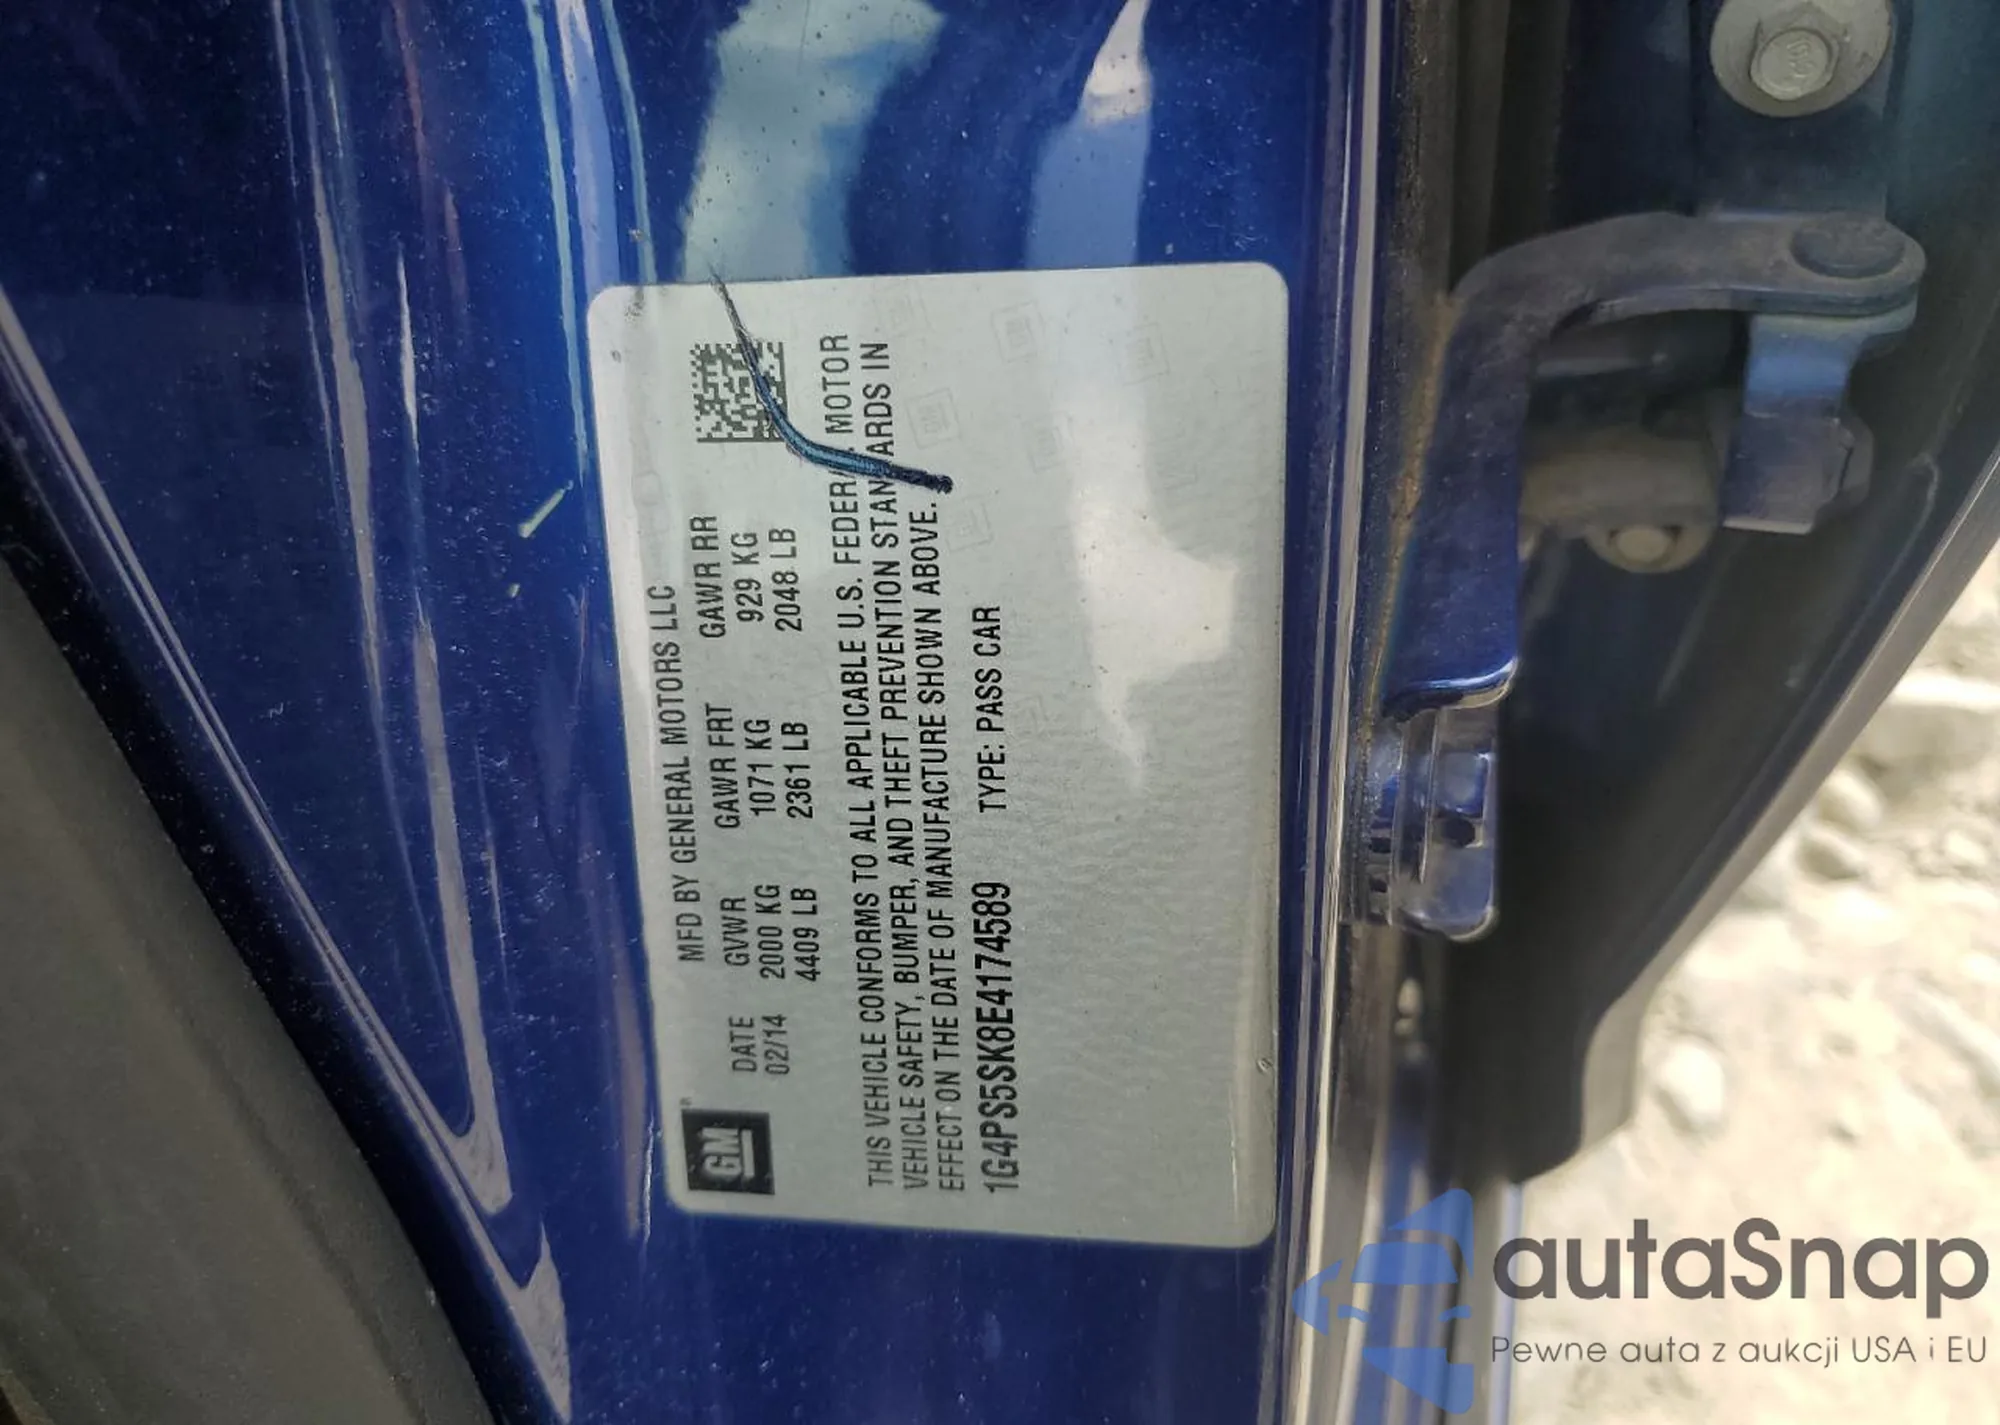 MFD BY GENERAL MOTORS LLC
DATE GVWR GAWR FRT GAWR RR
02/14 2000 KG 1071 KG 929 KG
4409 LB 2361 LB 2048 LB
GM
THIS VEHICLE CONFORMS TO ALL APPLICABLE U.S. FEDERA MOTOR
VEHICLE SAFETY, BUMPER, AND THEFT PREVENTION STAN ARDS IN
EFFECT ON THE DATE OF MANUFACTURE SHOWN ABOVE.
1G4PS5SK8E4174589 TYPE: PASS CAR
autaSnap
Pewne auta z aukcji USA i EU